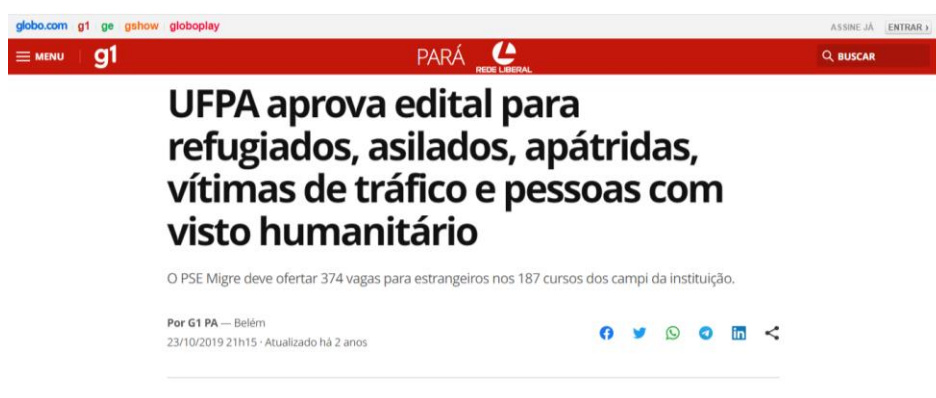 globo.com g1 ge gshow globoplay ASSINE JÁ ENTRAR ›
MENU g1 PARÁ REDE LIBERAL BUSCAR
UFPA aprova edital para
refugiados, asilados, apátridas,
vítimas de tráfico e pessoas com
visto humanitário
O PSE Migre deve ofertar 374 vagas para estrangeiros nos 187 cursos dos campi da instituição.
Por G1 PA — Belém
23/10/2019 21h15 · Atualizado há 2 anos